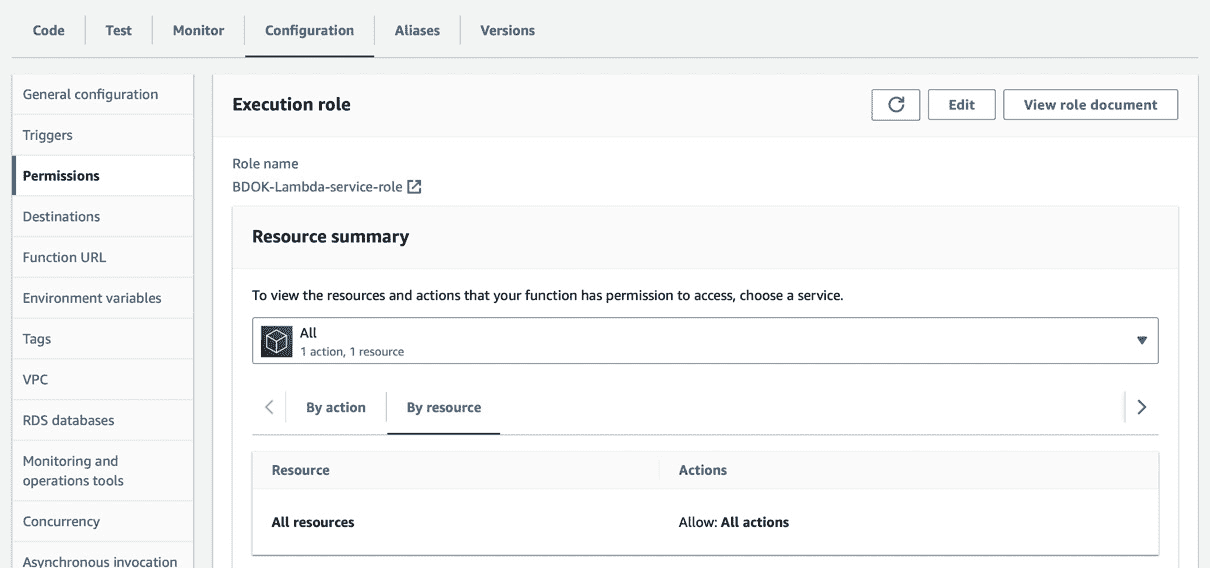 Code
Test
Monitor
Configuration
Aliases
Versions
General configuration
Triggers
Permissions
Destinations
Function URL
Environment variables
Tags
VPC
RDS databases
Monitoring and
operations tools
Concurrency
Asynchronous invocation
Execution role
Edit
View role document
Role name
BDOK-Lambda-service-role
Resource summary
To view the resources and actions that your function has permission to access, choose a service.
All
1 action, 1 resource
By action
By resource
Resource
Actions
All resources
Allow: All actions